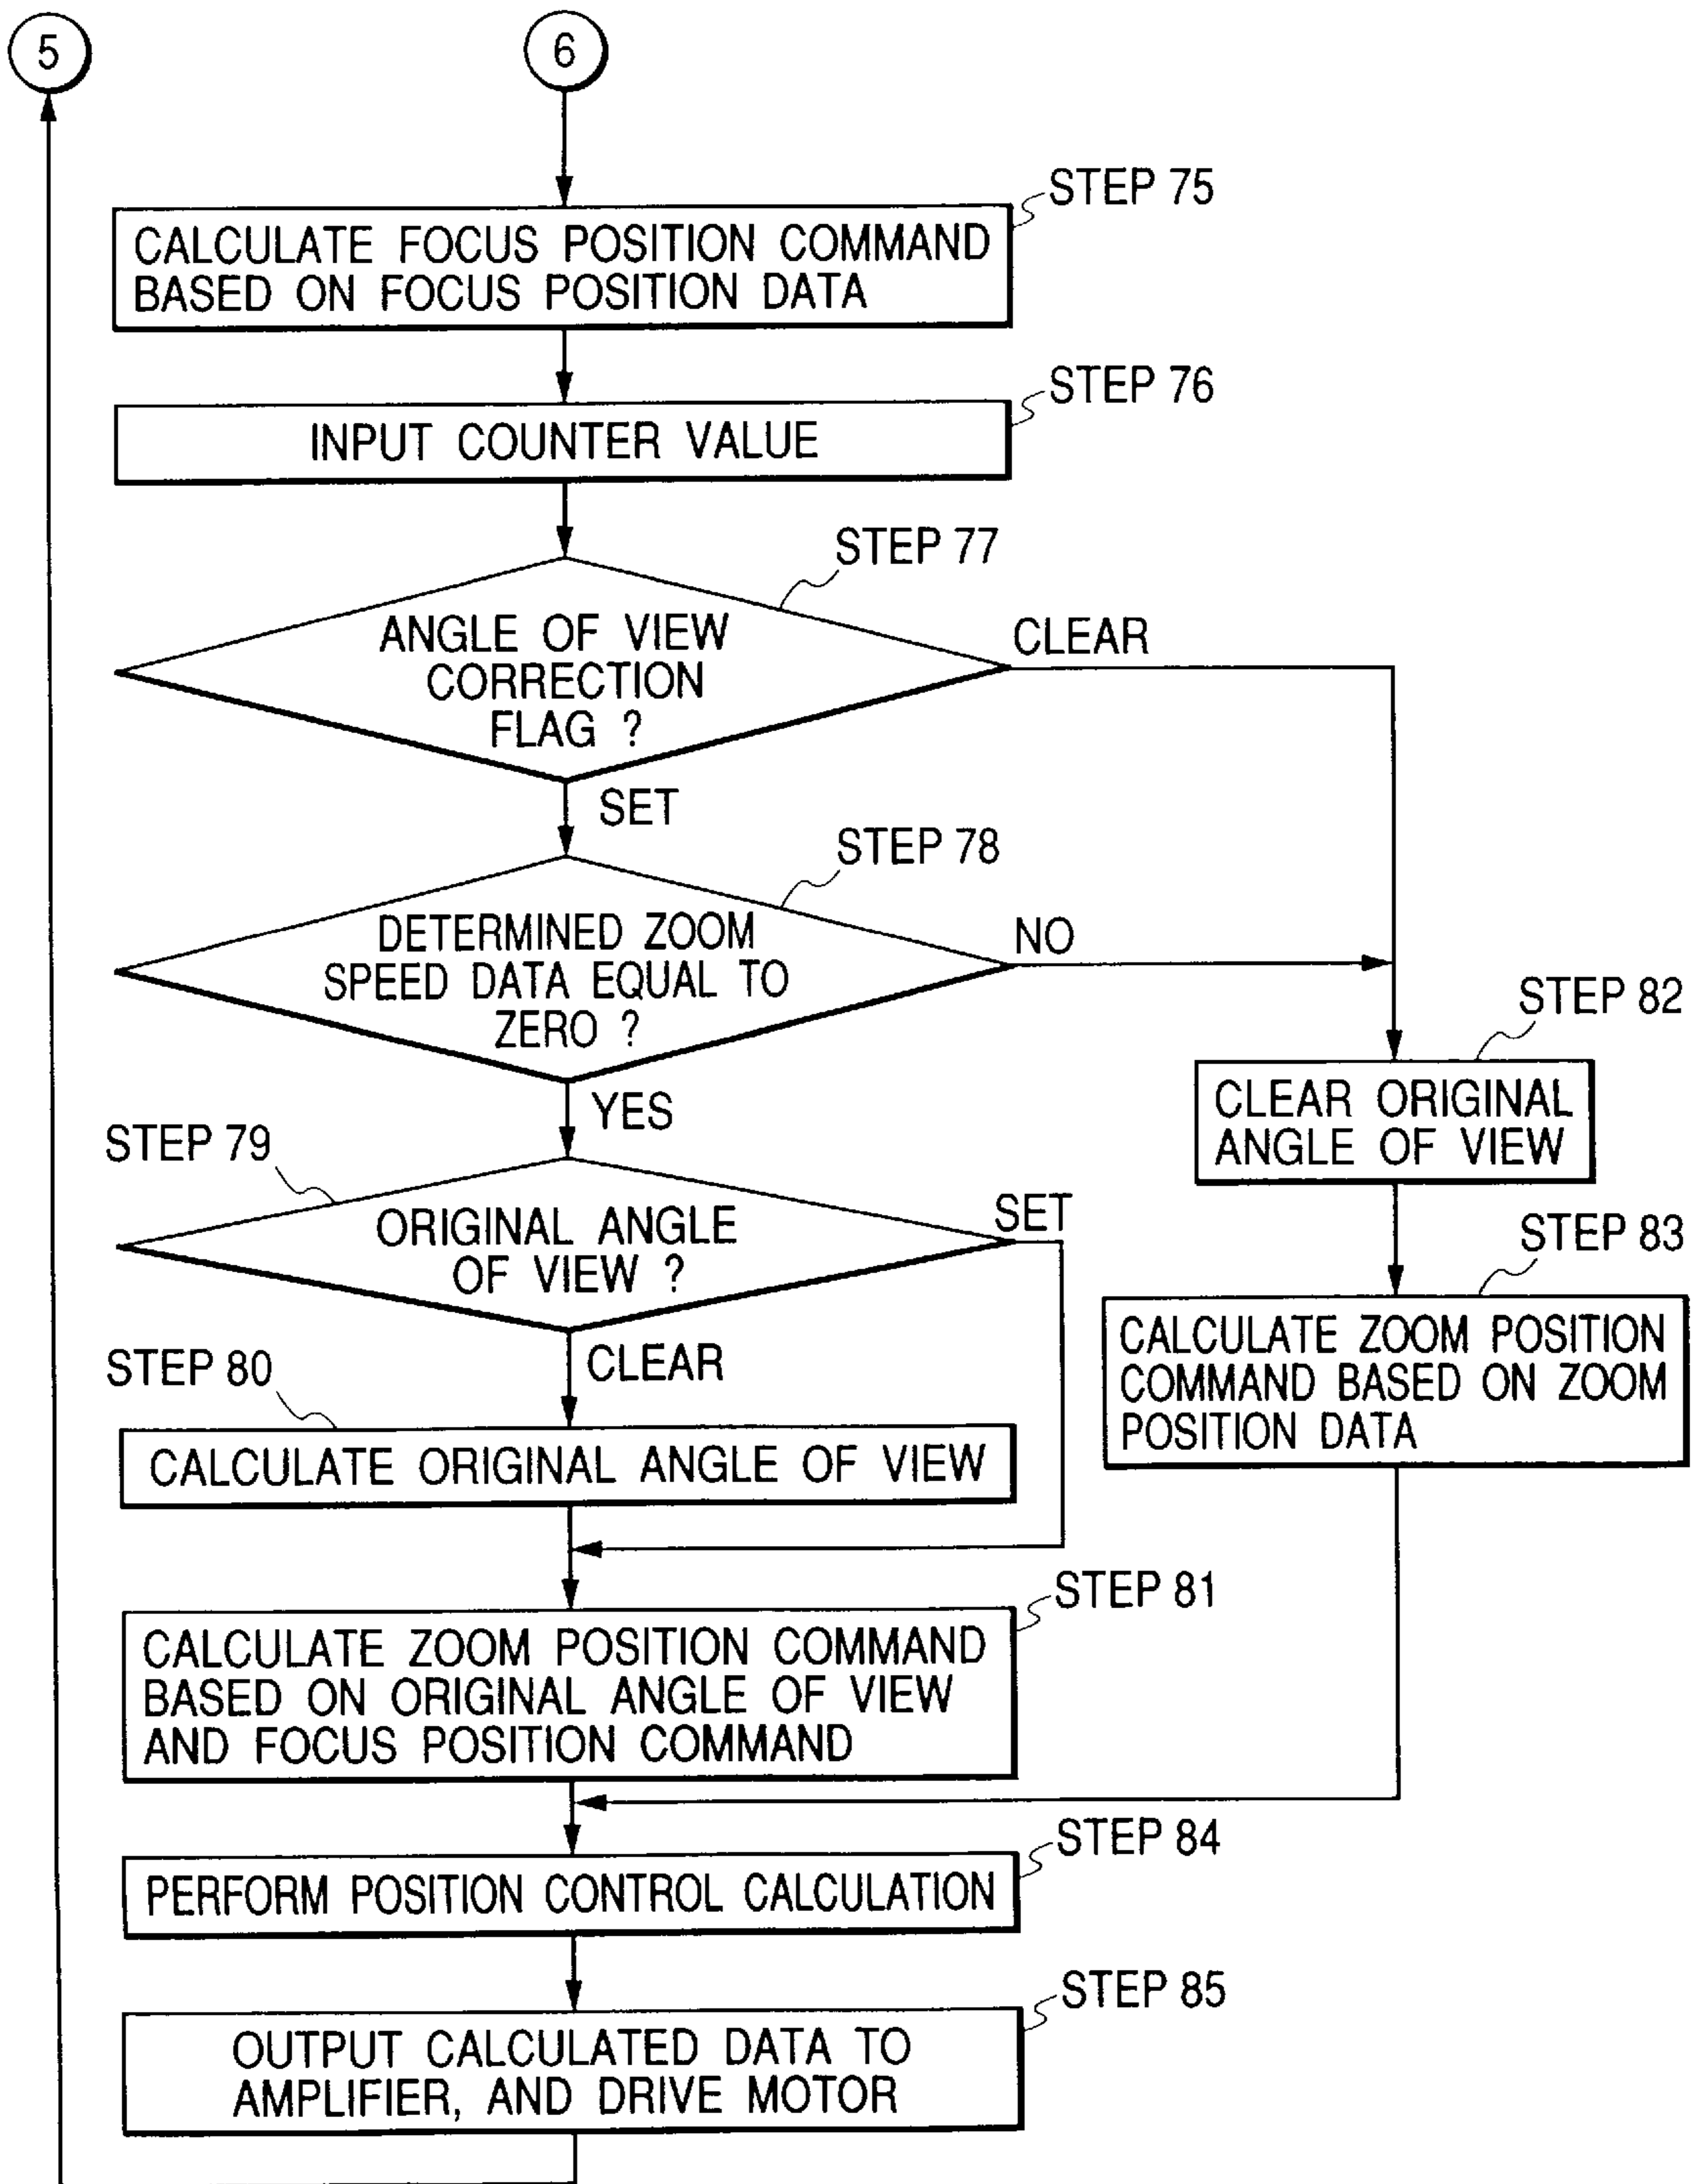 5
6
STEP 75
CALCULATE FOCUS POSITION COMMAND
BASED ON FOCUS POSITION DATA
STEP 76
INPUT COUNTER VALUE
STEP 77
ANGLE OF VIEW
CORRECTION
FLAG ?
CLEAR
SET
STEP 78
DETERMINED ZOOM
SPEED DATA EQUAL TO
ZERO ?
NO
YES
STEP 82
CLEAR ORIGINAL
ANGLE OF VIEW
STEP 79
ORIGINAL ANGLE
OF VIEW ?
SET
CLEAR
STEP 83
CALCULATE ZOOM POSITION
COMMAND BASED ON ZOOM
POSITION DATA
STEP 80
CALCULATE ORIGINAL ANGLE OF VIEW
STEP 81
CALCULATE ZOOM POSITION COMMAND
BASED ON ORIGINAL ANGLE OF VIEW
AND FOCUS POSITION COMMAND
STEP 84
PERFORM POSITION CONTROL CALCULATION
STEP 85
OUTPUT CALCULATED DATA TO
AMPLIFIER, AND DRIVE MOTOR